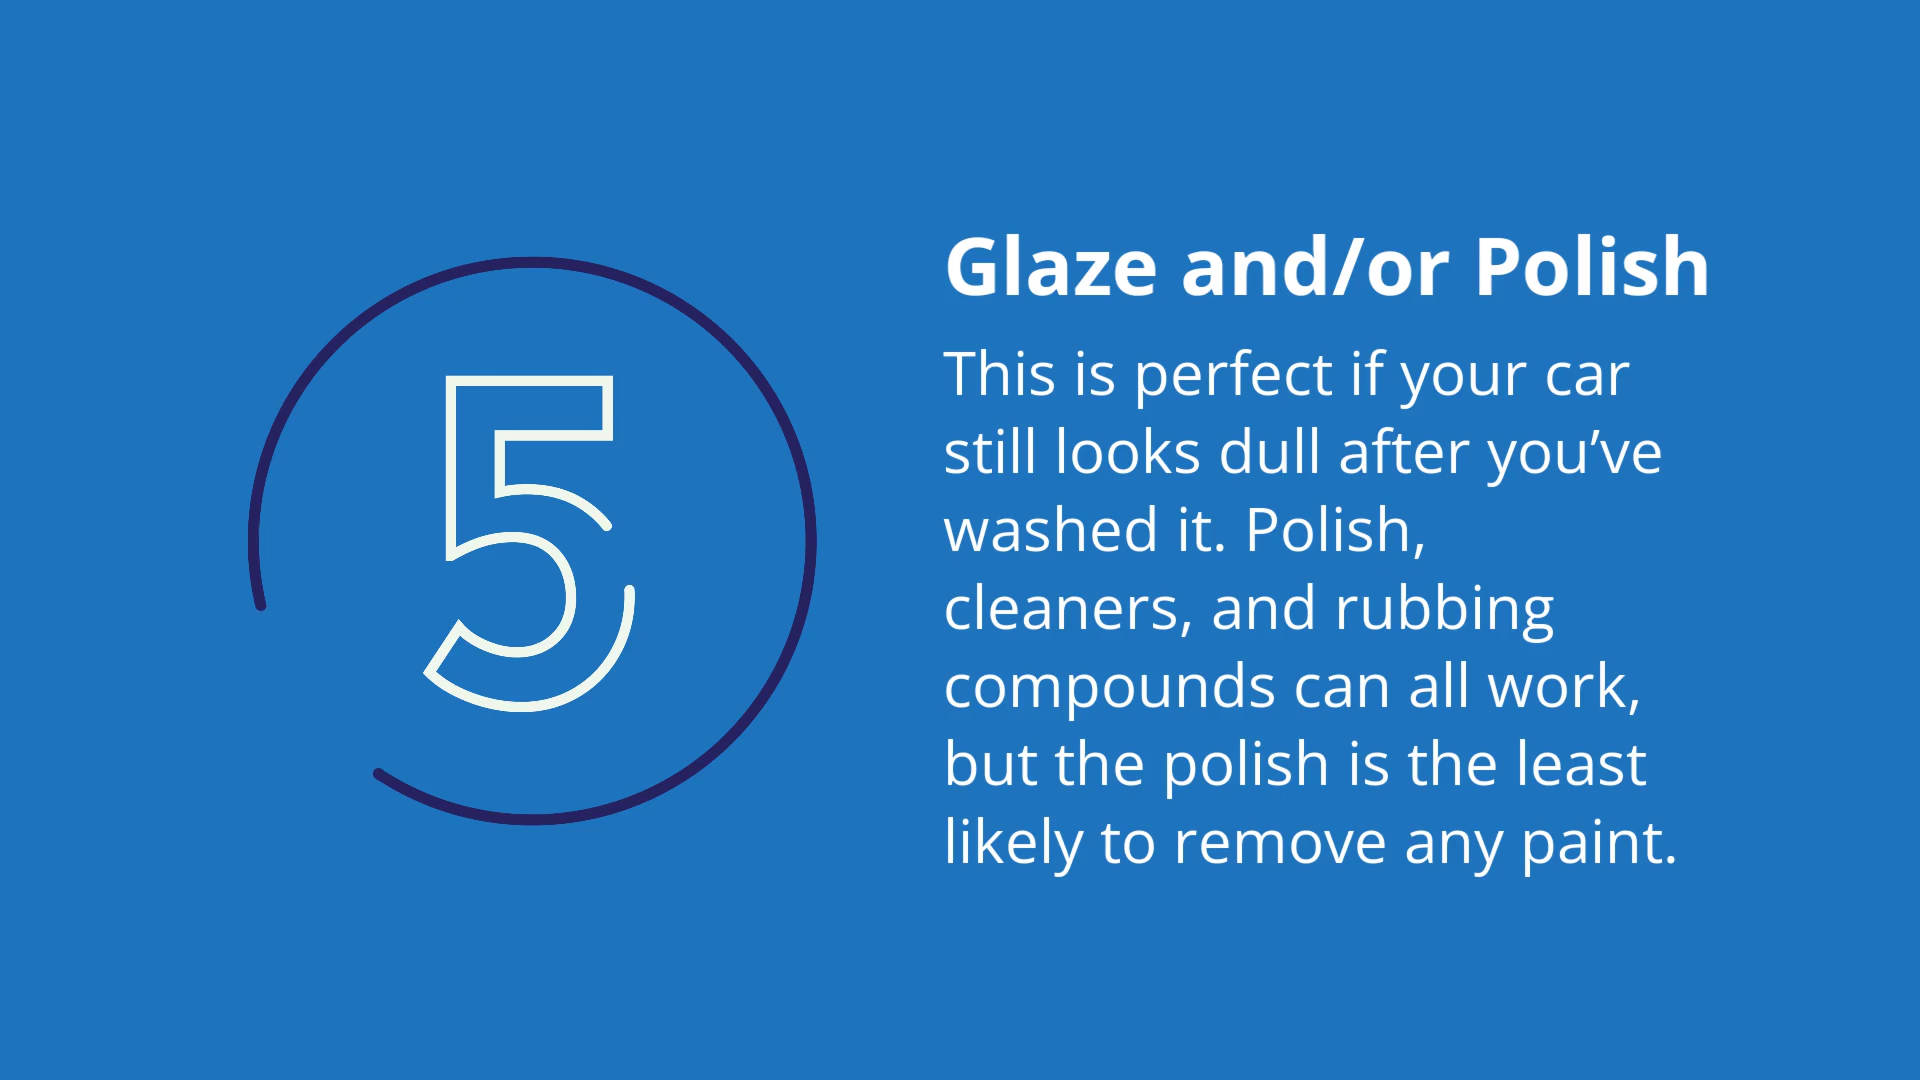 5
Glaze and/or Polish
This is perfect if your car
still looks dull after you’ve
washed it. Polish,
cleaners, and rubbing
compounds can all work,
but the polish is the least
likely to remove any paint.